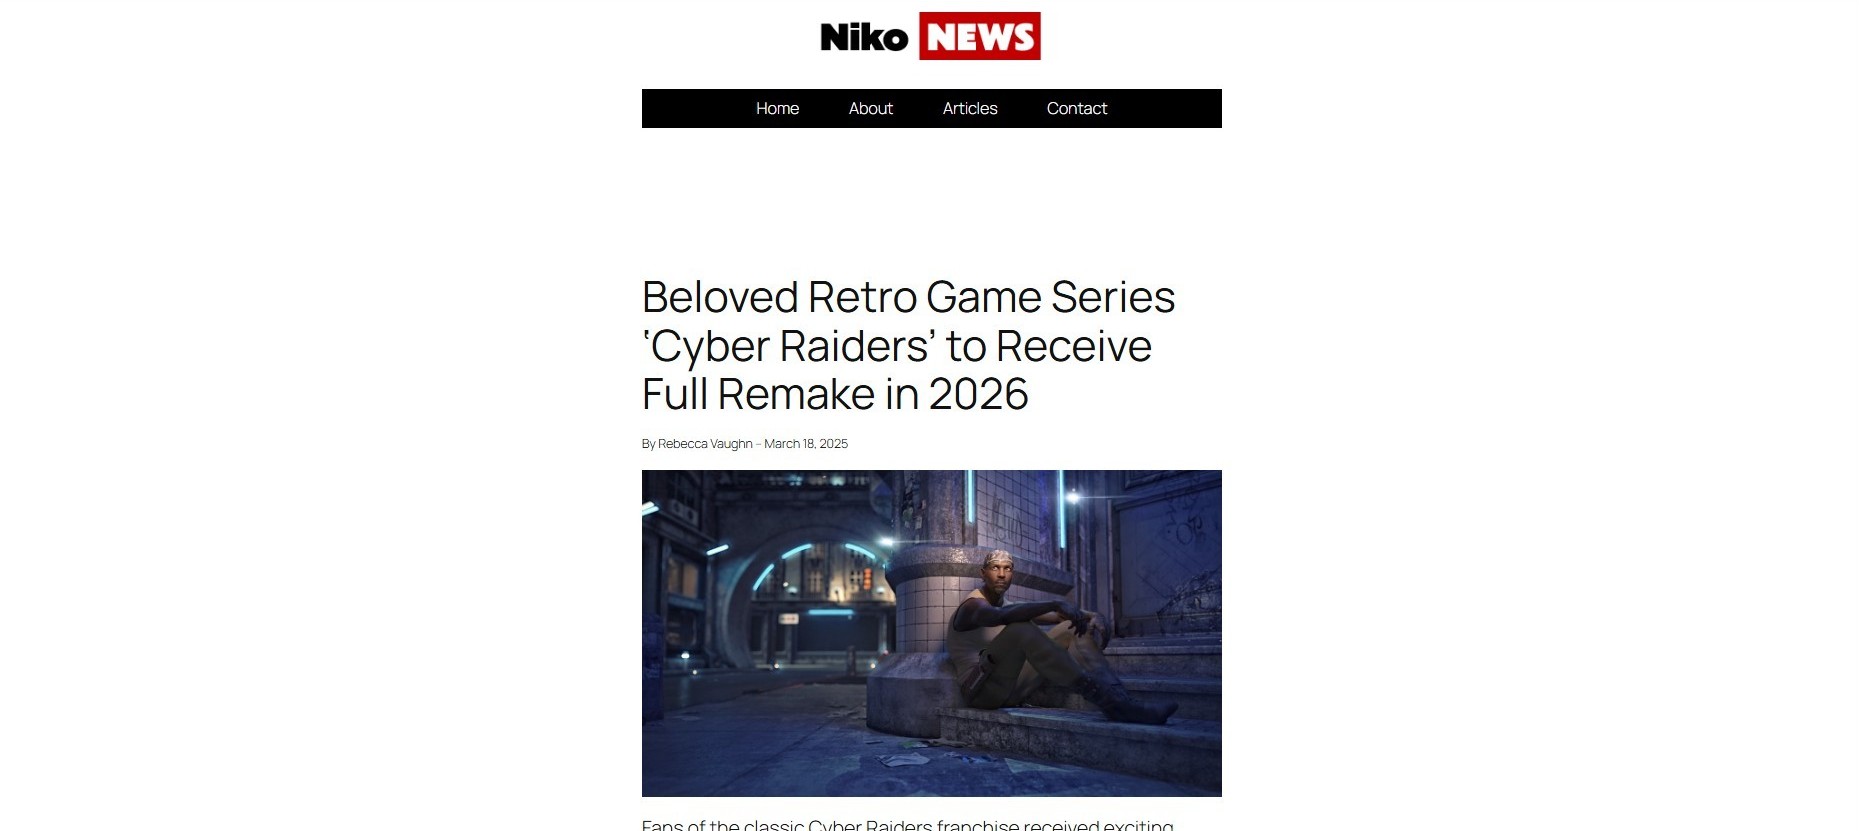 Niko NEWS
Home About Articles Contact
Beloved Retro Game Series
‘Cyber Raiders’ to Receive
Full Remake in 2026
By Rebecca Vaughn – March 18, 2025
Fans of the classic Cyber Raiders franchise received exciting